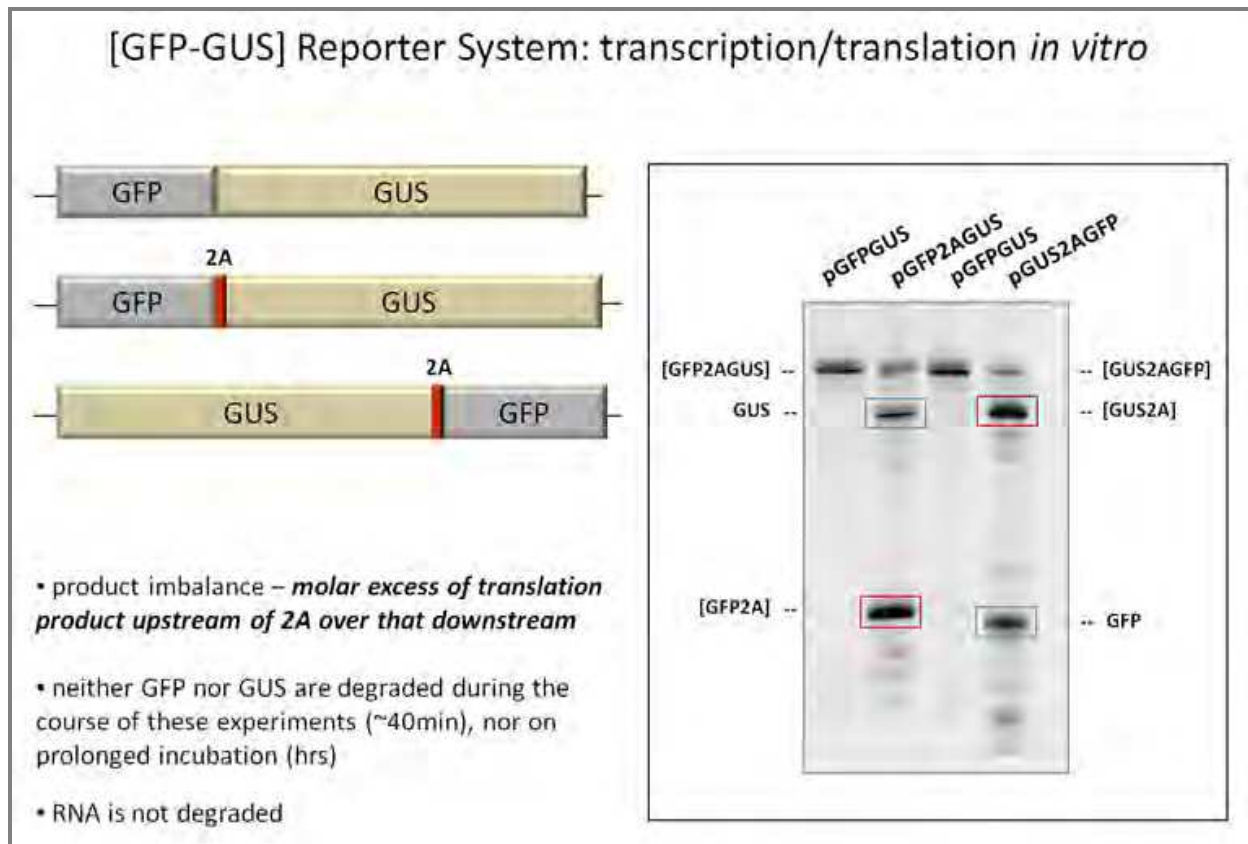 [GFP-GUS] Reporter System: transcription/translation in vitro
GFP
GUS
2A
GFP
GUS
2A
GUS
GFP
• product imbalance – molar excess of translation
product upstream of 2A over that downstream
• neither GFP nor GUS are degraded during the
course of these experiments (~40min), nor on
prolonged incubation (hrs)
• RNA is not degraded
pGFPGUS
pGFP2AGUS
pGFPGUS
pGUS2AGFP
[GFP2AGUS] --
-- [GUS2AGFP]
GUS --
-- [GUS2A]
[GFP2A] --
-- GFP